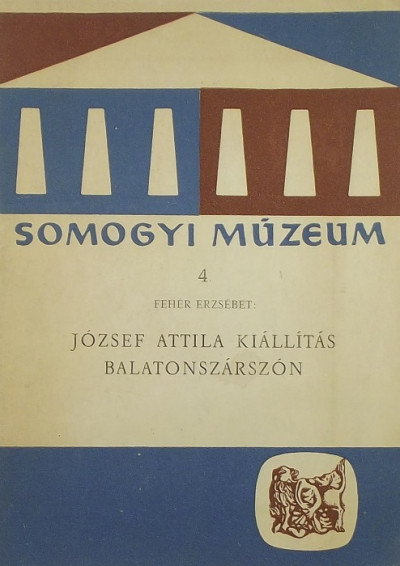 SOMOGYI MÚZEUM
4
FEHÉR ERZSÉBET:
JÓZSEF ATTILA KIÁLLÍTÁS
BALATONSZÁRSZÓN